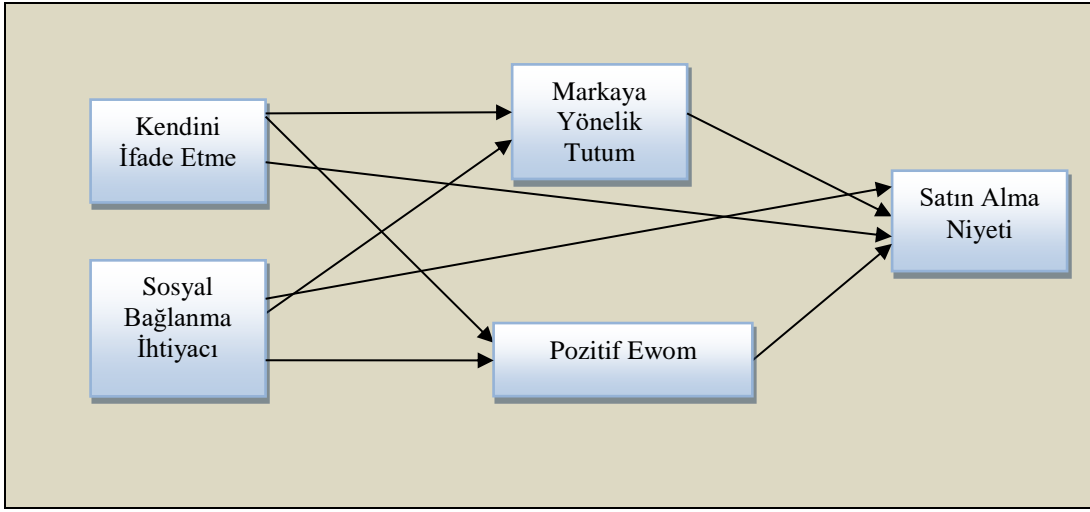 Kendini
İfade Etme
Markaya
Yönelik
Tutum
Satın Alma
Niyeti
Sosyal
Bağlanma
İhtiyacı
Pozitif Ewom